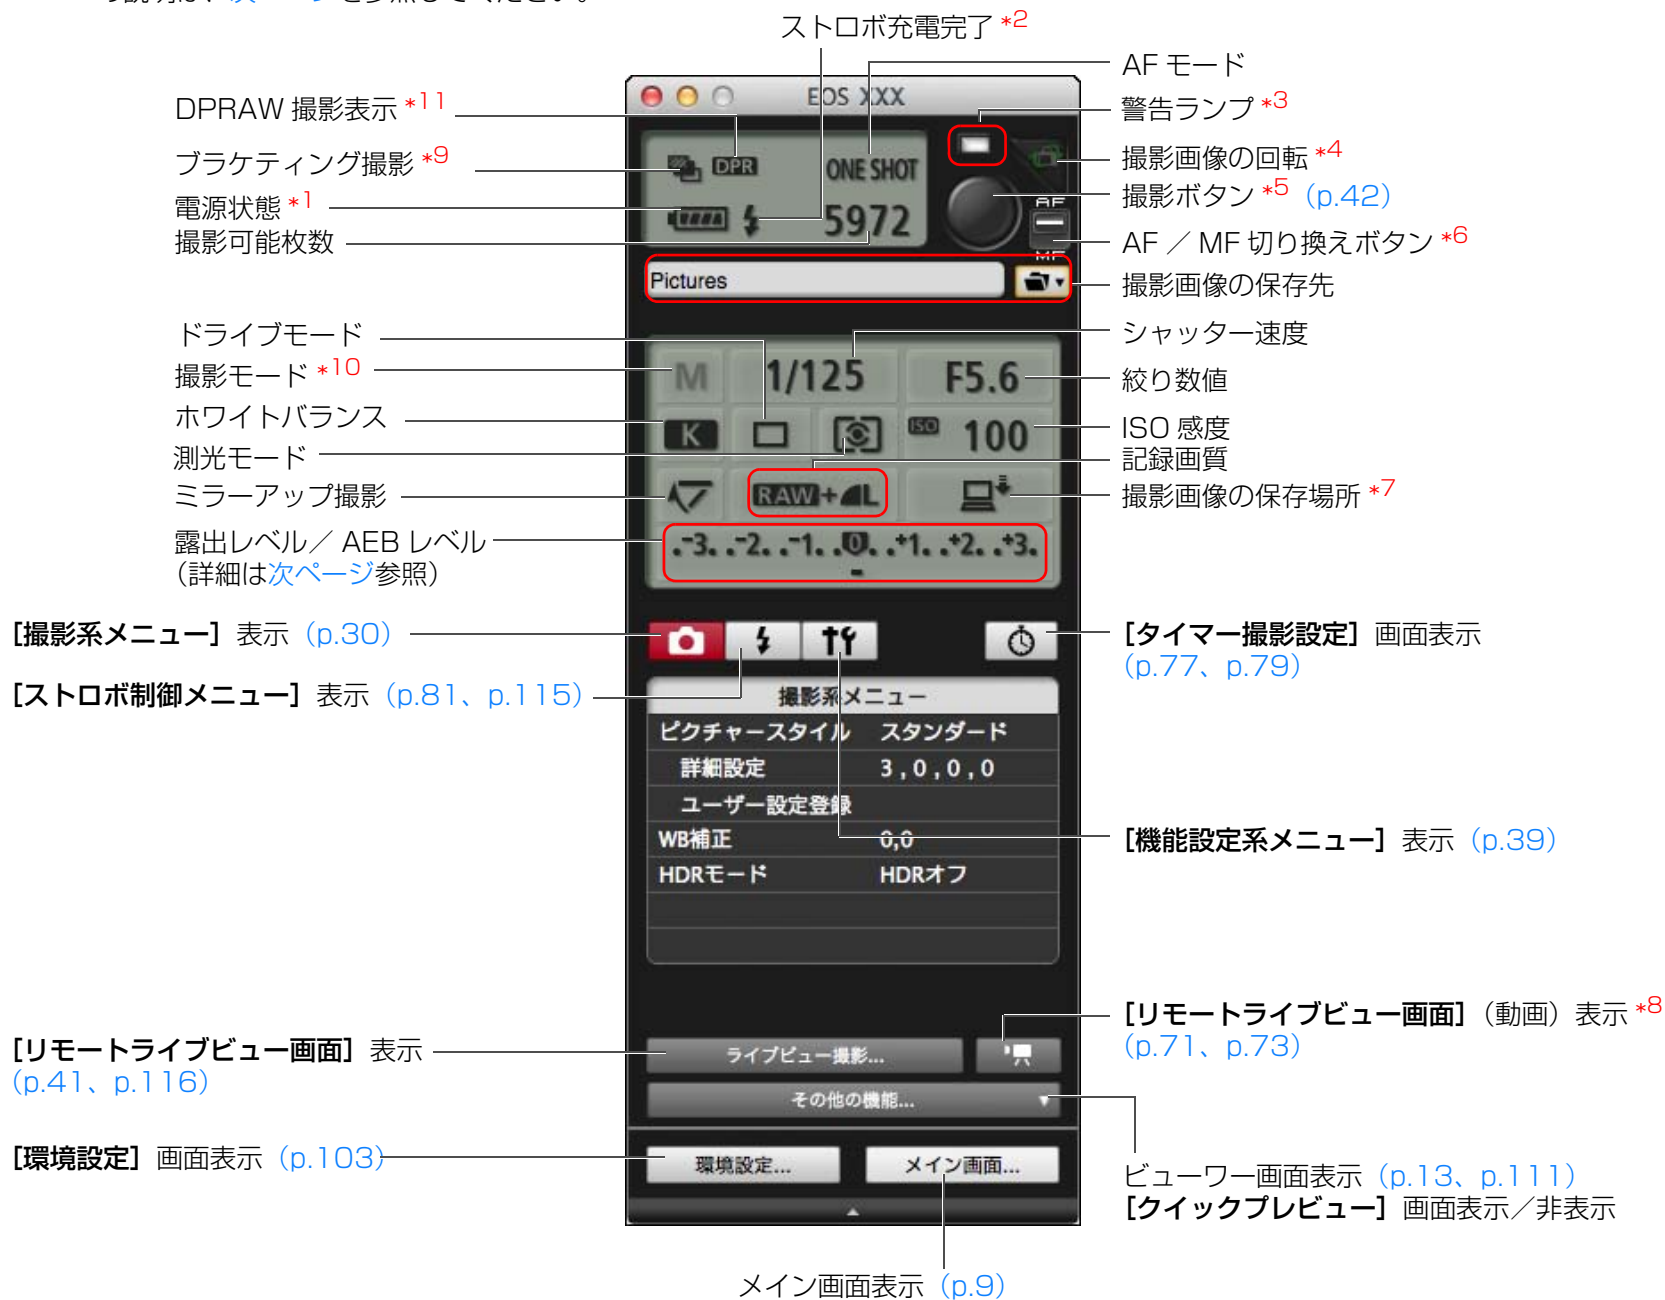 の説明は、次ページを参照してください。
ストロボ充電完了 *2
AF モード
警告ランプ *3
撮影画像の回転 *4
撮影ボタン *5 (p.42)
AF ／ MF 切り換えボタン *6
撮影画像の保存先
DPRAW 撮影表示 *11
ブラケティング撮影 *9
電源状態 *1
撮影可能枚数
EOS XXX
DPR
ONE SHOT
5972
AF
MF
Pictures
ドライブモード
撮影モード *10
ホワイトバランス
測光モード
ミラーアップ撮影
露出レベル／ AEB レベル
（詳細は次ページ参照）
シャッター速度
絞り数値
ISO 感度
記録画質
撮影画像の保存場所 *7
M 1/125 F5.6
K ISO 100
RAW+L
.-3. .-2. .-1. .0. .+1. .+2. .+3.
[撮影系メニュー] 表示 (p.30)
[ストロボ制御メニュー] 表示 (p.81、p.115)
[タイマー撮影設定] 画面表示
(p.77、p.79)
撮影系メニュー
ピクチャースタイル スタンダード
詳細設定 3 , 0 , 0 , 0
ユーザー設定登録
WB補正 0,0
HDRモード HDRオフ
[機能設定系メニュー] 表示 (p.39)
[リモートライブビュー画面] 表示
(p.41、p.116)
[リモートライブビュー画面]（動画）表示 *8
(p.71、p.73)
ライブビュー撮影...
その他の機能...
[環境設定] 画面表示 (p.103)
環境設定... メイン画面...
ビューワー画面表示 (p.13、p.111)
[クイックプレビュー] 画面表示／非表示
メイン画面表示 (p.9)